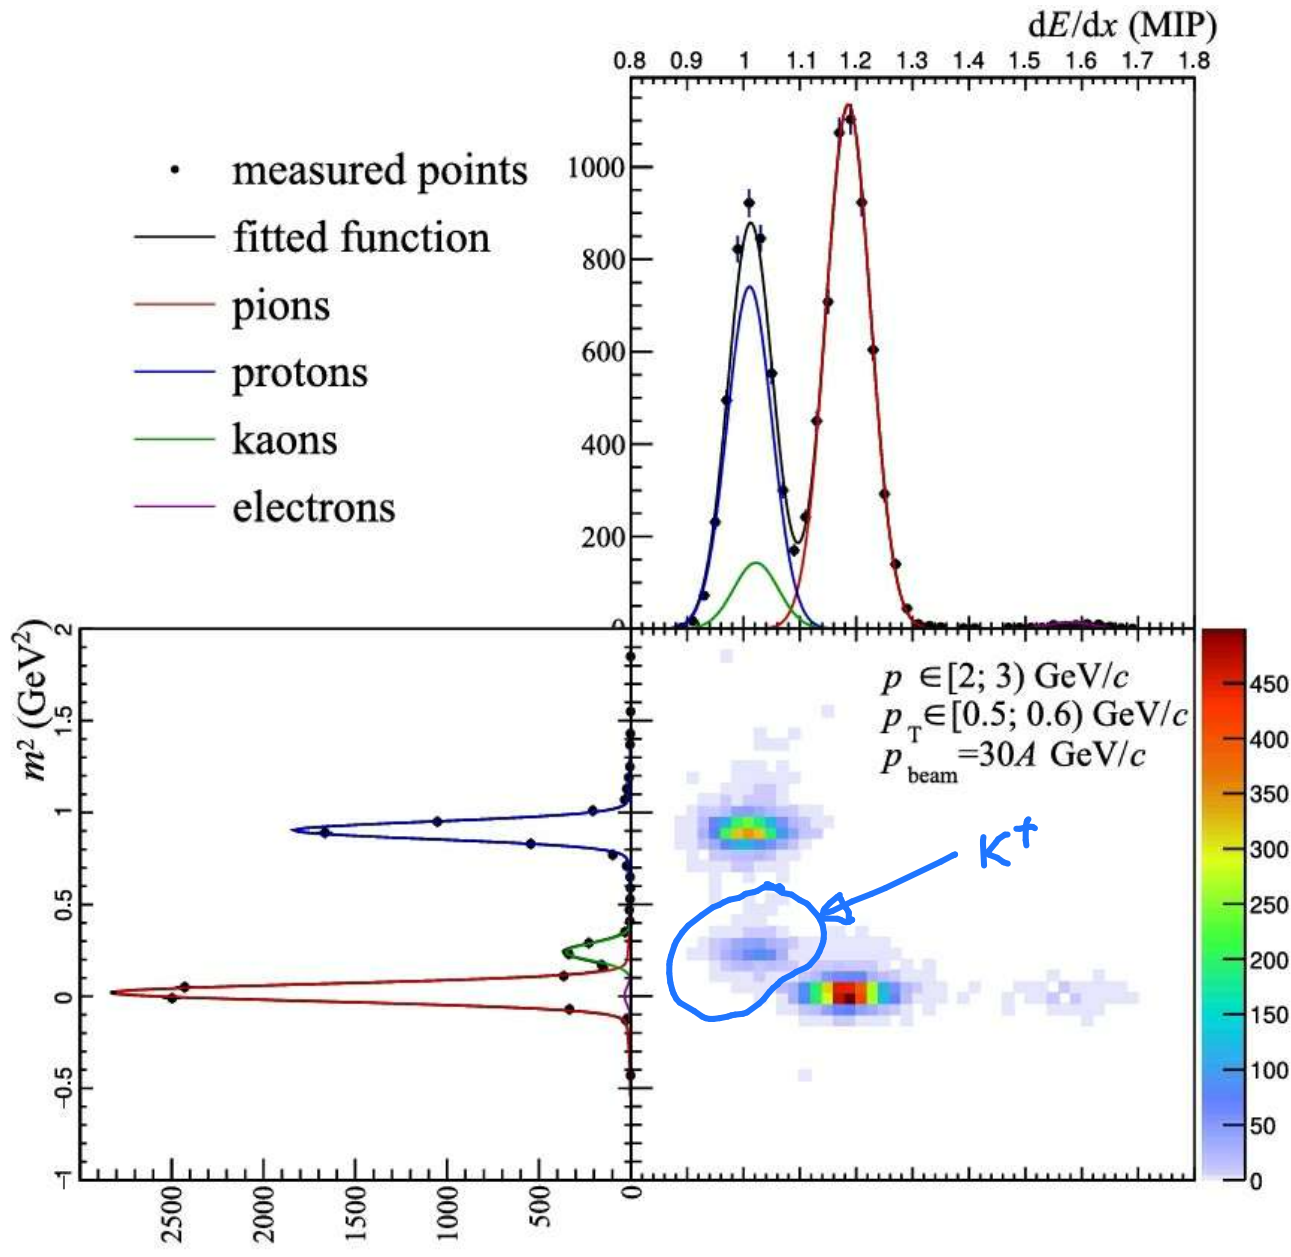 dE/dx (MIP)
0.8 0.9 1 1.1 1.2 1.3 1.4 1.5 1.6 1.7 1.8
measured points
fitted function
pions
protons
kaons
electrons
1000
800
600
400
200
0
m² (GeV²)
2
1.5
1
0.5
0
−0.5
−1
2500 2000 1500 1000 500 0
p ∈[2; 3) GeV/c
p_T∈[0.5; 0.6) GeV/c
p_beam=30A GeV/c
K⁺
450
400
350
300
250
200
150
100
50
0